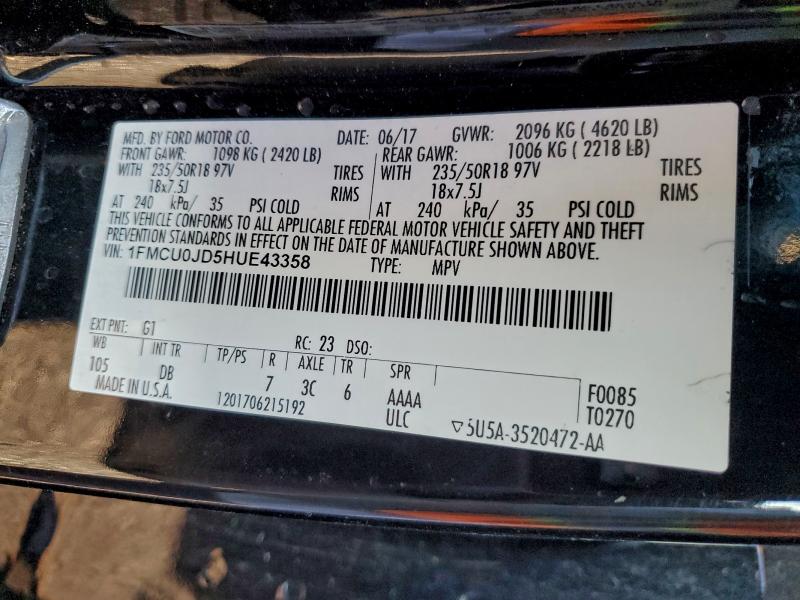 MFD. BY FORD MOTOR CO. DATE: 06/17 GVWR: 2096 KG ( 4620 LB)
FRONT GAWR: 1098 KG ( 2420 LB) REAR GAWR: 1006 KG ( 2218 LB)
WITH 235/50R18 97V TIRES WITH 235/50R18 97V TIRES
18x7.5J RIMS 18x7.5J RIMS
AT 240 kPa/ 35 PSI COLD AT 240 kPa/ 35 PSI COLD
THIS VEHICLE CONFORMS TO ALL APPLICABLE FEDERAL MOTOR VEHICLE SAFETY AND THEFT
PREVENTION STANDARDS IN EFFECT ON THE DATE OF MANUFACTURE SHOWN ABOVE.
VIN: 1FMCU0JD5HUE43358 TYPE: MPV
EXT PNT: G1 RC: 23 DSO:
WB INT TR TP/PS R AXLE TR SPR
105 DB 7 3C 6 AAAA F0085
MADE IN U.S.A. 1201706215192 ULC T0270
▽5U5A-3520472-AA